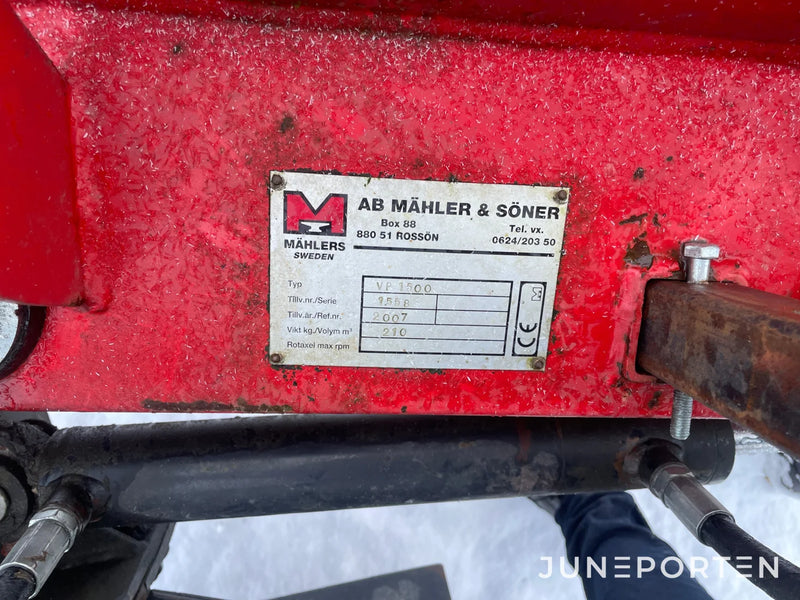 M
MÄHLERS
SWEDEN
AB MÄHLER & SÖNER
Box 88
880 51 ROSSÖN
Tel. vx.
0624/203 50
Typ VP 1500
Tillv.nr./Serie 1558
Tillv.år./Ref.nr. 2007
Vikt kg./Volym m³ 210
Rotaxel max rpm
CE
JUNEPORTEN